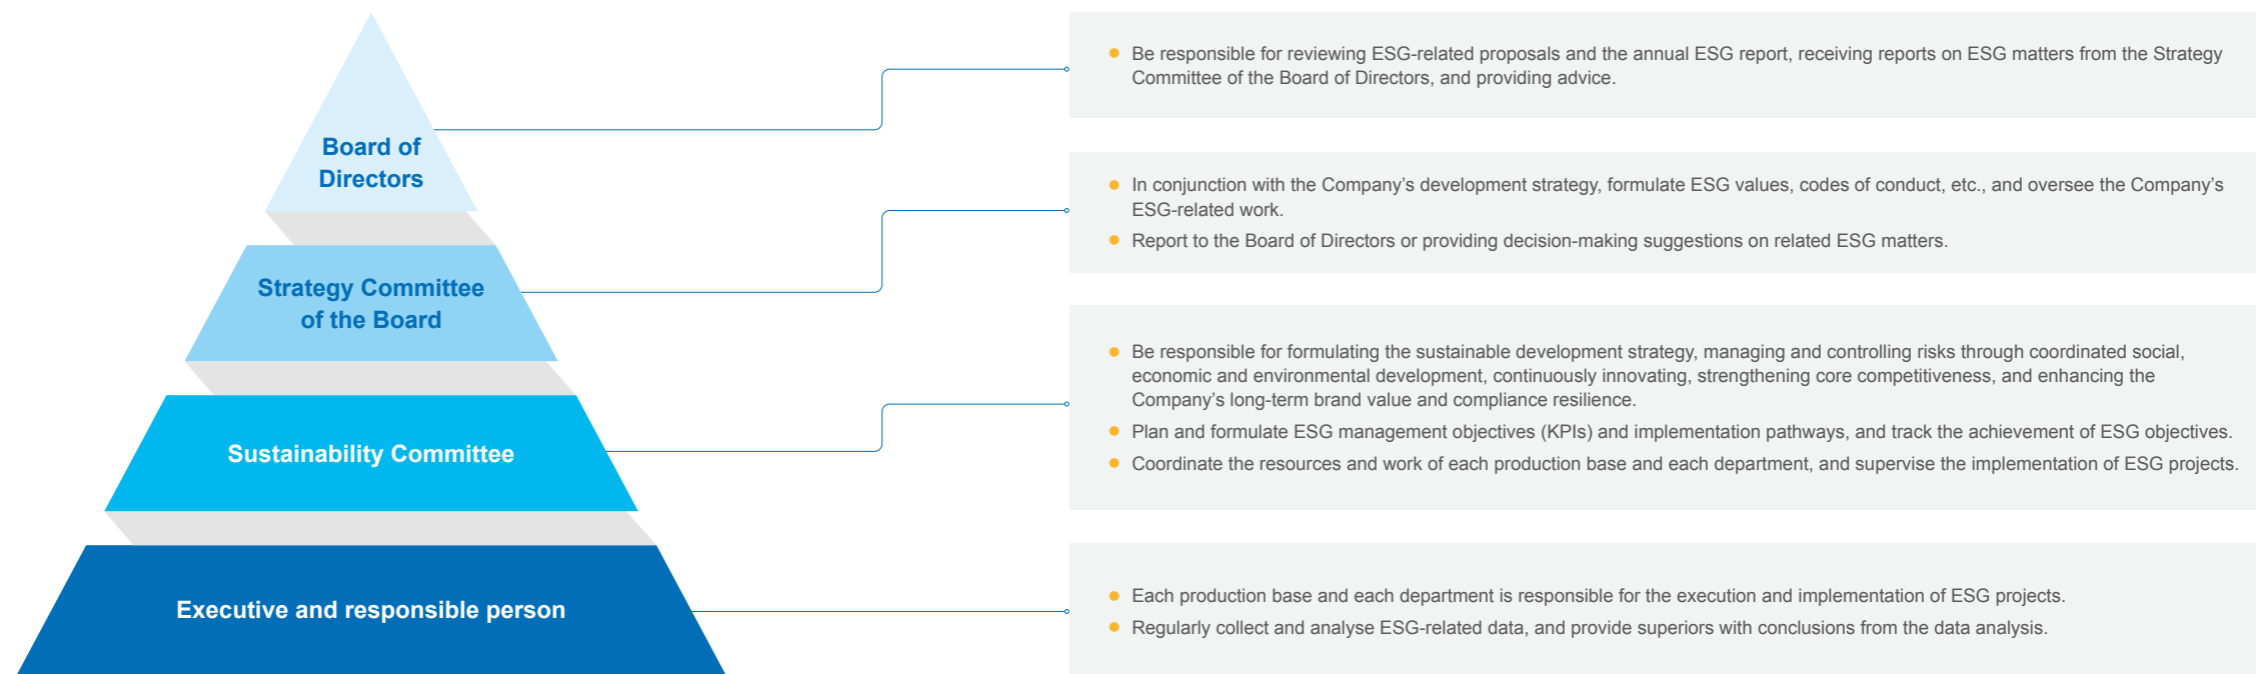 Board of
Directors
Be responsible for reviewing ESG-related proposals and the annual ESG report, receiving reports on ESG matters from the Strategy
Committee of the Board of Directors, and providing advice.
Strategy Committee
of the Board
In conjunction with the Company’s development strategy, formulate ESG values, codes of conduct, etc., and oversee the Company’s
ESG-related work.
Report to the Board of Directors or providing decision-making suggestions on related ESG matters.
Sustainability Committee
Be responsible for formulating the sustainable development strategy, managing and controlling risks through coordinated social,
economic and environmental development, continuously innovating, strengthening core competitiveness, and enhancing the
Company’s long-term brand value and compliance resilience.
Plan and formulate ESG management objectives (KPIs) and implementation pathways, and track the achievement of ESG objectives.
Coordinate the resources and work of each production base and each department, and supervise the implementation of ESG projects.
Executive and responsible person
Each production base and each department is responsible for the execution and implementation of ESG projects.
Regularly collect and analyse ESG-related data, and provide superiors with conclusions from the data analysis.